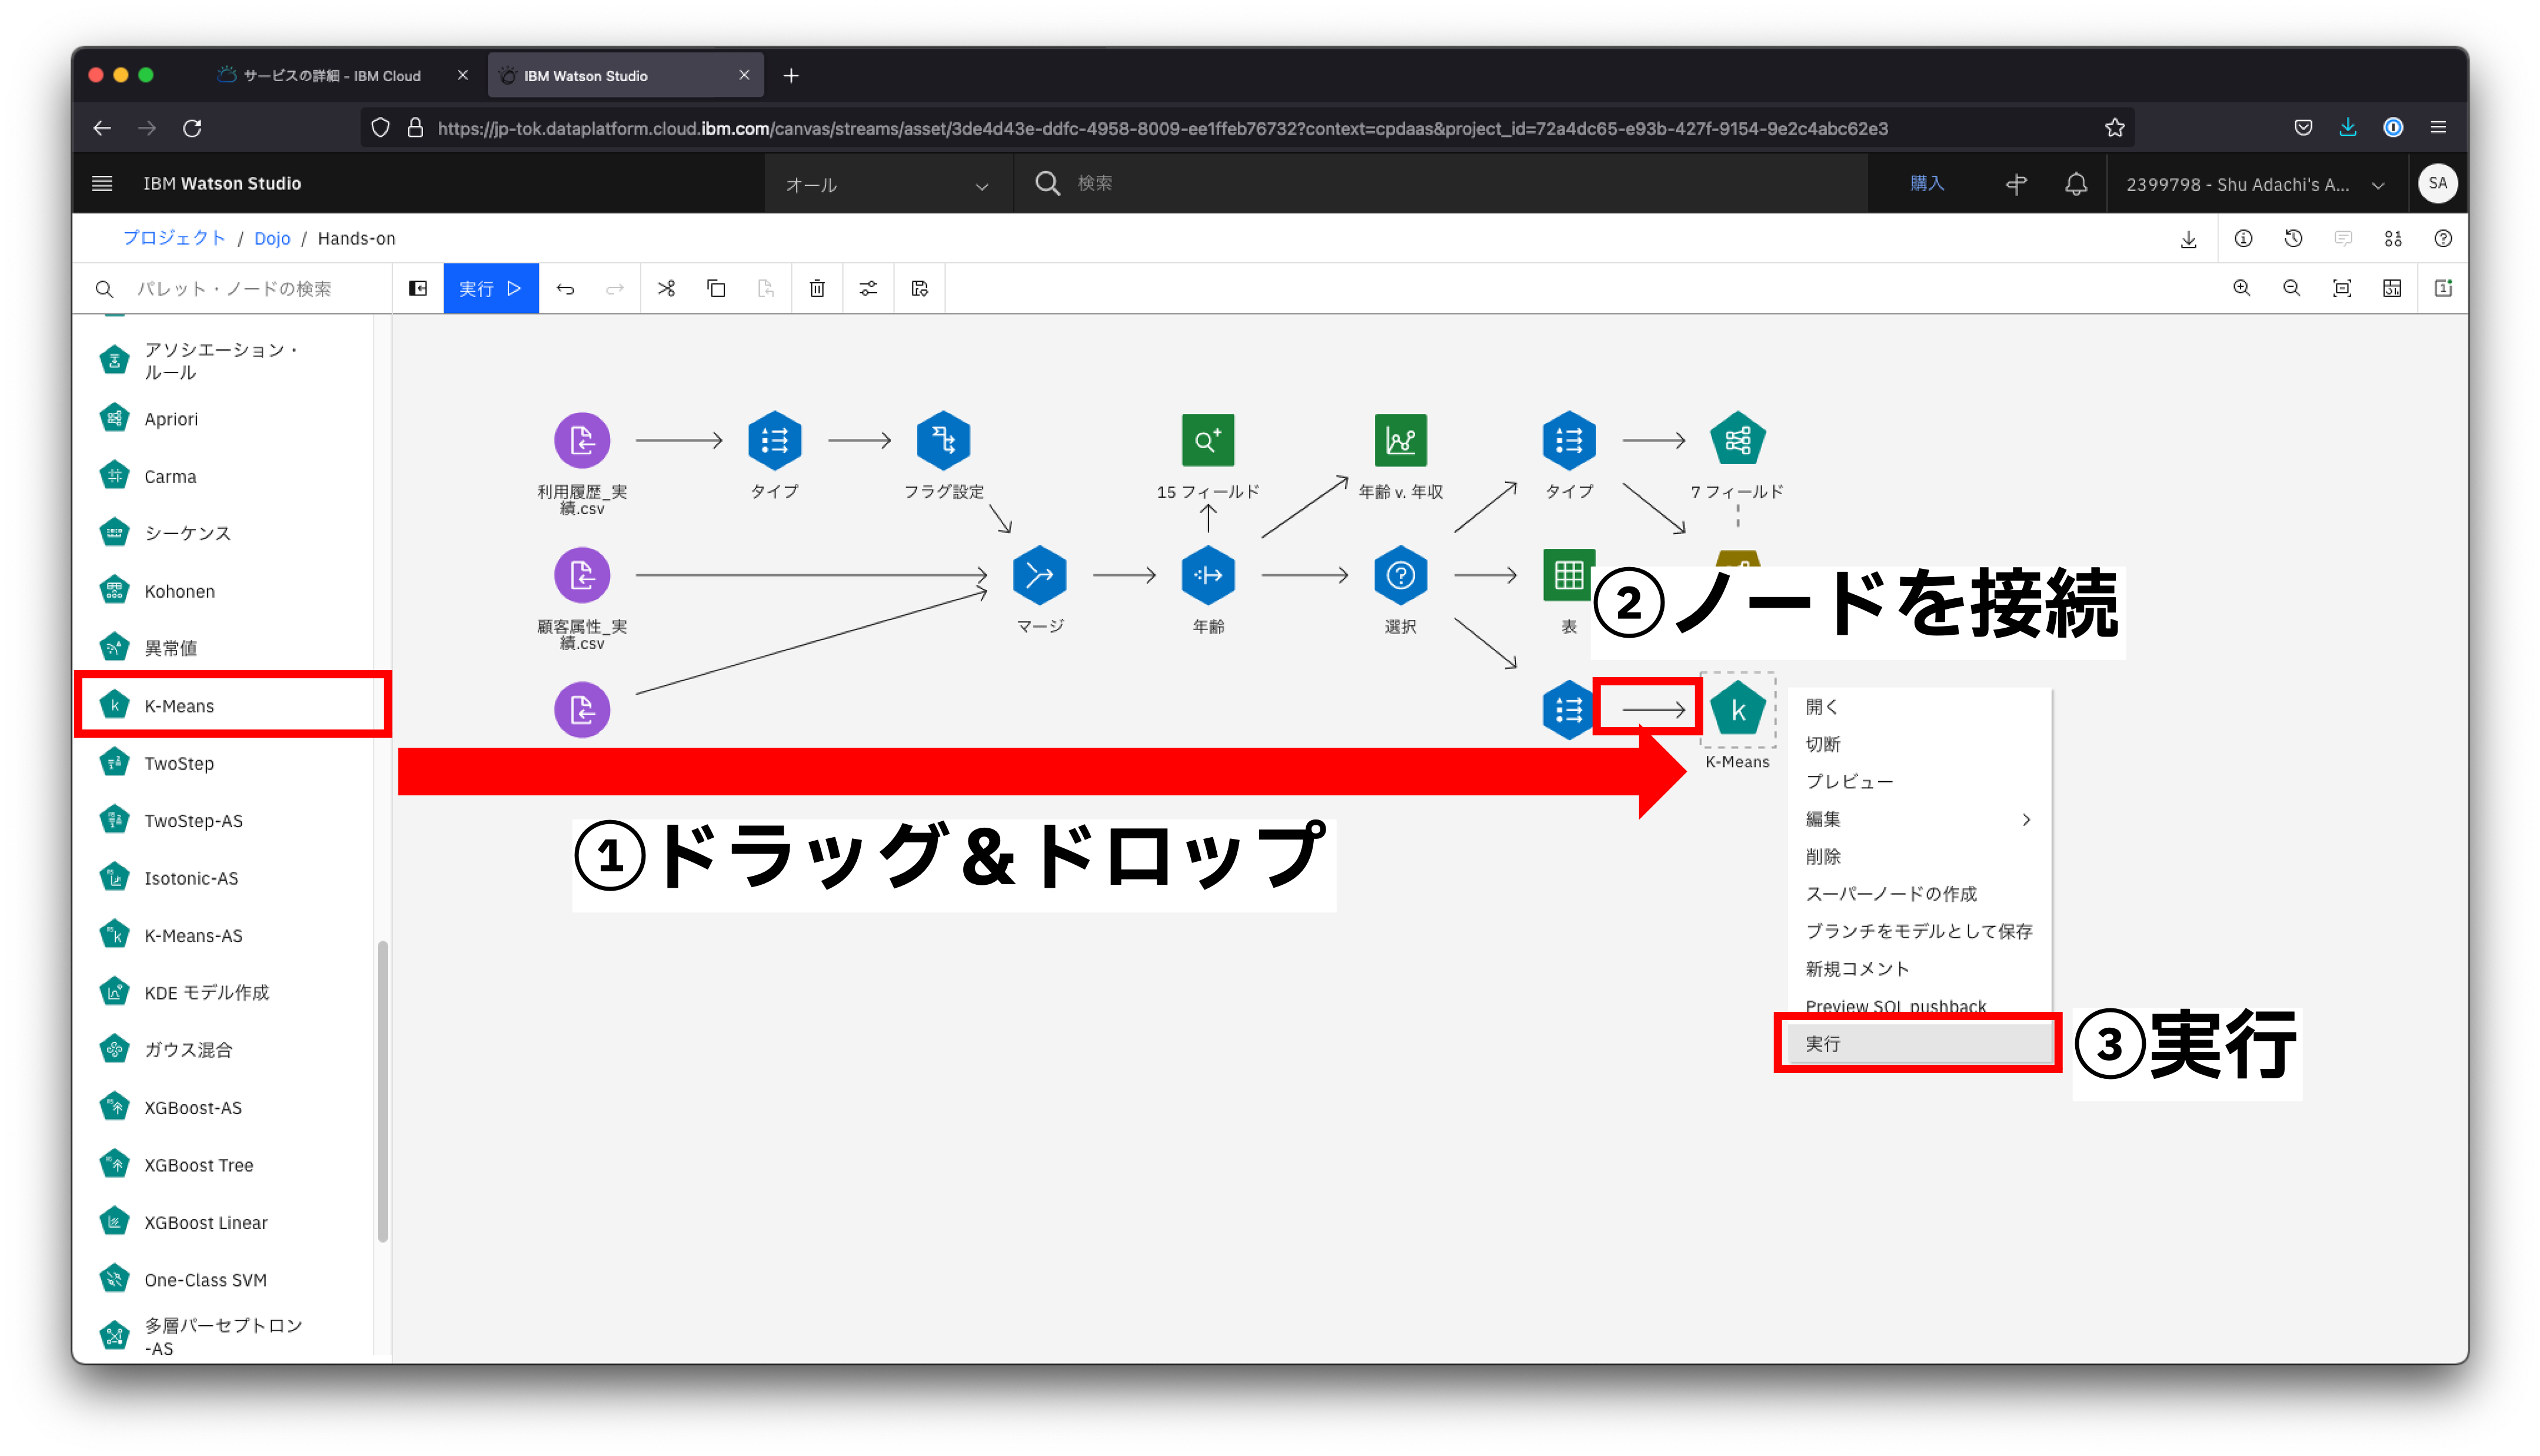 サービスの詳細 - IBM Cloud
IBM Watson Studio
https://jp-tok.dataplatform.cloud.ibm.com/canvas/streams/asset/3de4d43e-ddfc-4958-8009-ee1ffeb76732?context=cpdaas&project_id=72a4dc65-e93b-427f-9154-9e2c4abc62e3
IBM Watson Studio
オール
検索
購入
2399798 - Shu Adachi's A...
SA
プロジェクト / Dojo / Hands-on
パレット・ノードの検索
実行
アソシエーション・
ルール
Apriori
Carma
シーケンス
Kohonen
異常値
K-Means
TwoStep
TwoStep-AS
Isotonic-AS
K-Means-AS
KDE モデル作成
ガウス混合
XGBoost-AS
XGBoost Tree
XGBoost Linear
One-Class SVM
多層パーセプトロン
-AS
利用履歴_実
績.csv
タイプ
フラグ設定
15 フィールド
年齢 v. 年収
タイプ
7 フィールド
顧客属性_実
績.csv
マージ
年齢
選択
表
②ノードを接続
k
K-Means
①ドラッグ＆ドロップ
開く
切断
プレビュー
編集
削除
スーパーノードの作成
ブランチをモデルとして保存
新規コメント
Preview SQL pushback
実行
③実行